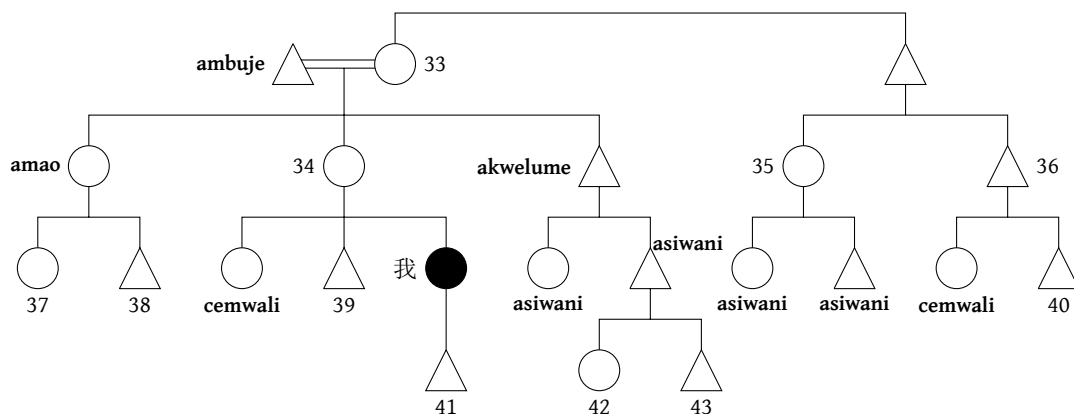 ambuje 33
amao 34 akwelume 35 36
我 asiwani
37 38 cemwali 39 asiwani asiwani asiwani cemwali 40
41 42 43